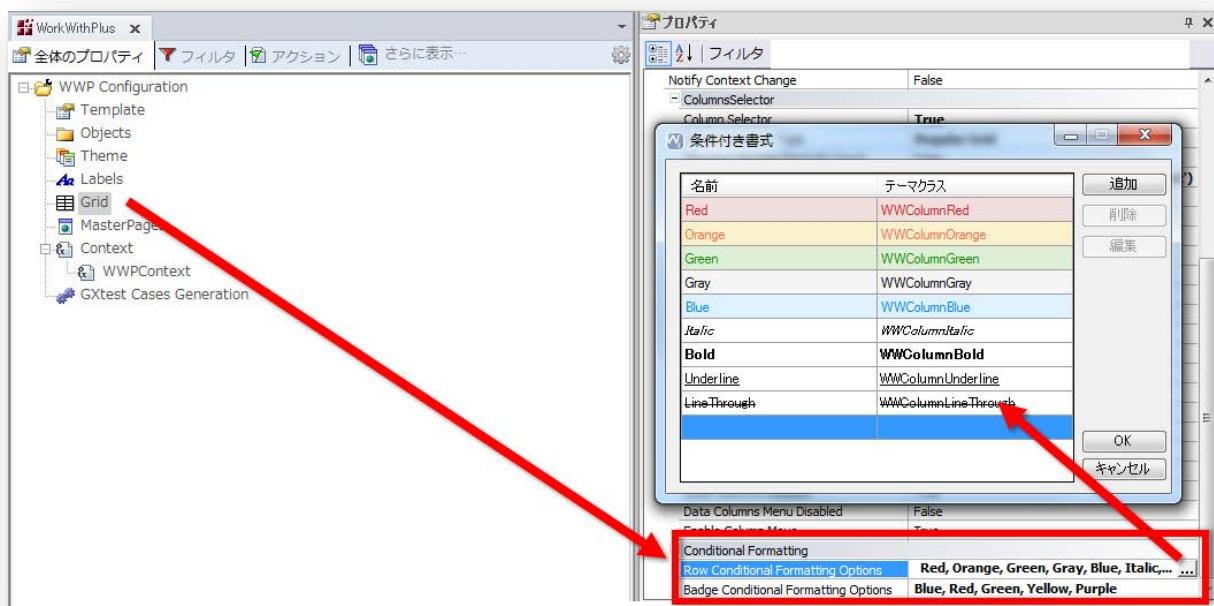 WorkWithPlus x
全体のプロパティ フィルタ アクション さらに表示…
WWP Configuration
Template
Objects
Theme
Labels
Grid
MasterPages
Context
WWPContext
GXtest Cases Generation
プロパティ
フィルタ
Notify Context Change False
ColumnsSelector
Column Selector True
条件付き書式
名前 テーマクラス
Red WWColumnRed
Orange WWColumnOrange
Green WWColumnGreen
Gray WWColumnGray
Blue WWColumnBlue
Italic WWColumnItalic
Bold WWColumnBold
Underline WWColumnUnderline
LineThrough WWColumnLineThrough
追加
削除
編集
OK
キャンセル
Data Columns Menu Disabled False
Enable Column Move True
Conditional Formatting
Row Conditional Formatting Options Red, Orange, Green, Gray, Blue, Italic,... ...
Badge Conditional Formatting Options Blue, Red, Green, Yellow, Purple